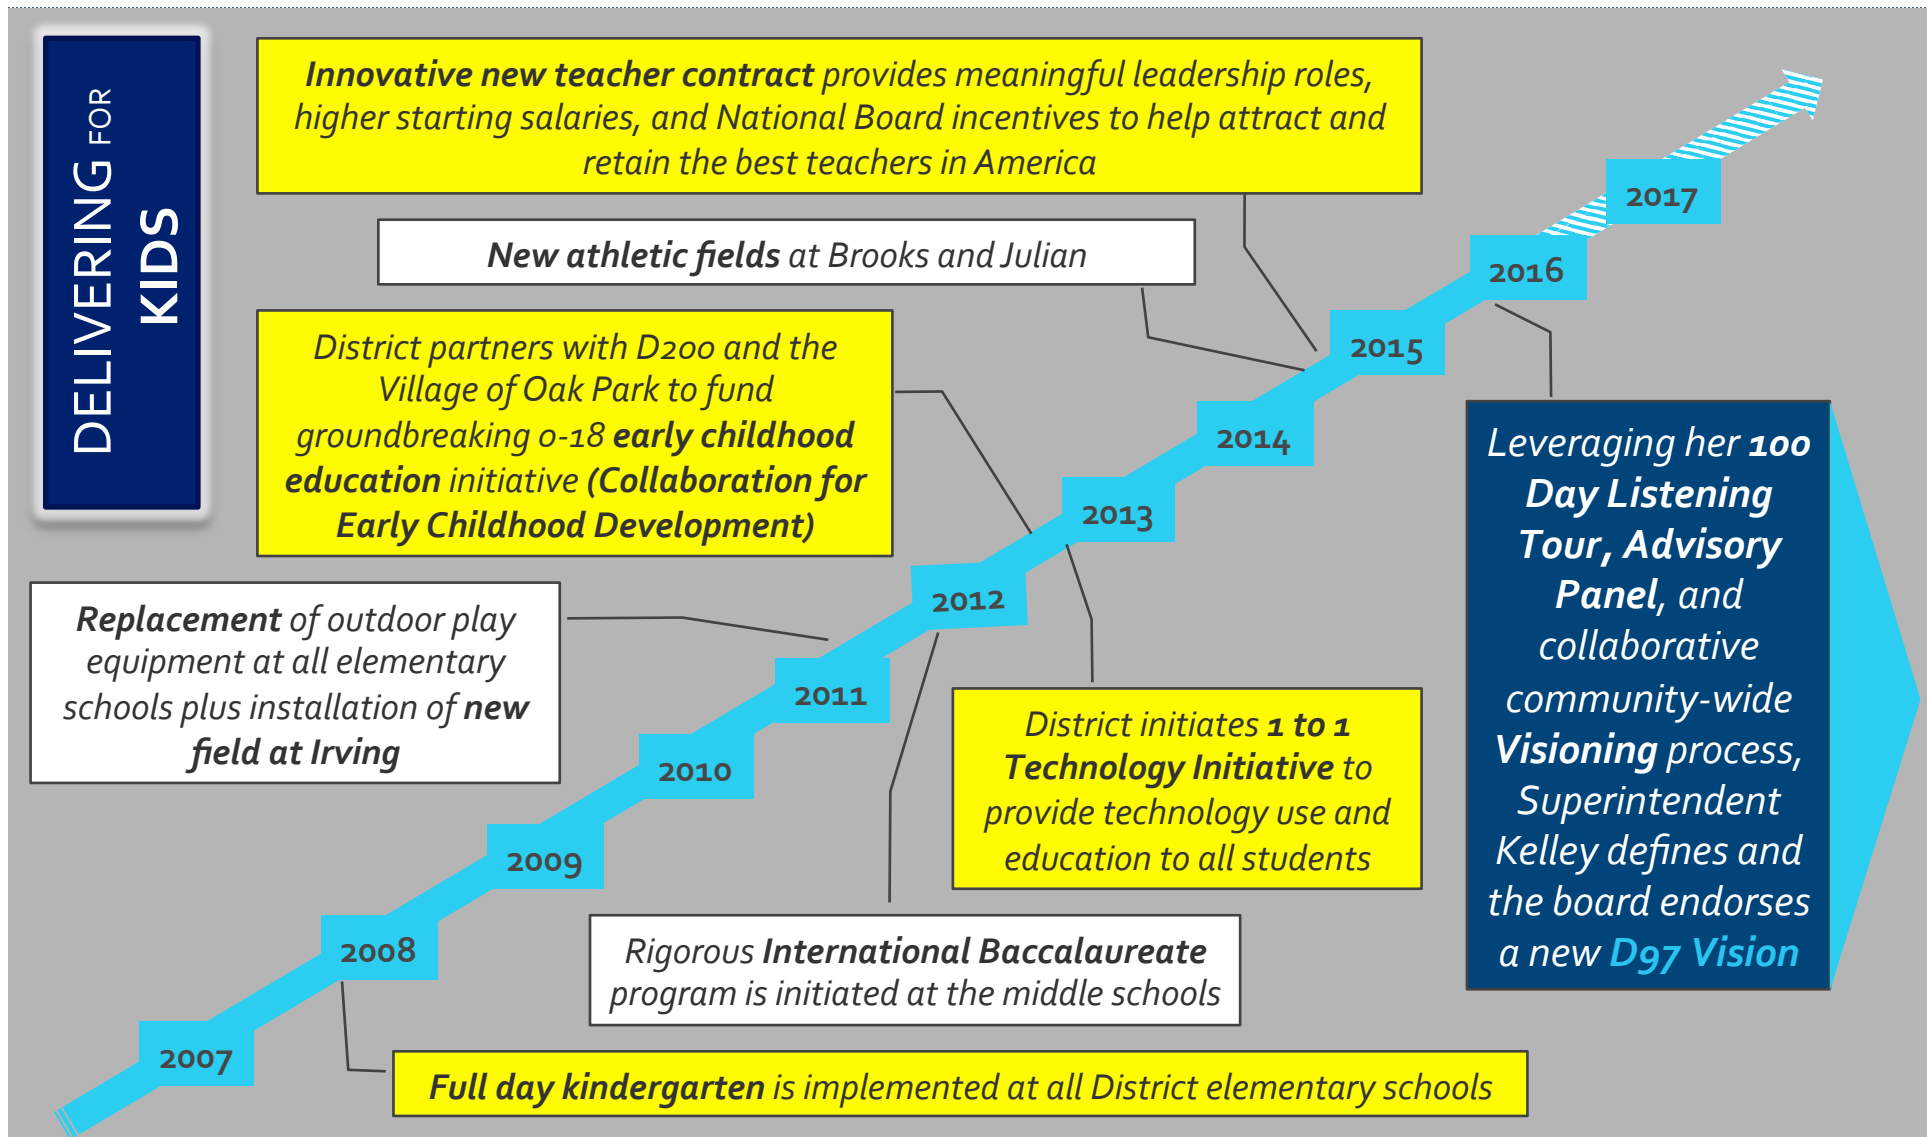 DELIVERING FOR
KIDS
Innovative new teacher contract provides meaningful leadership roles,
higher starting salaries, and National Board incentives to help attract and
retain the best teachers in America
New athletic fields at Brooks and Julian
District partners with D200 and the
Village of Oak Park to fund
groundbreaking 0-18 early childhood
education initiative (Collaboration for
Early Childhood Development)
Replacement of outdoor play
equipment at all elementary
schools plus installation of new
field at Irving
2017
2016
2015
2014
2013
2012
2011
2010
2009
2008
2007
District initiates 1 to 1
Technology Initiative to
provide technology use and
education to all students
Rigorous International Baccalaureate
program is initiated at the middle schools
Full day kindergarten is implemented at all District elementary schools
Leveraging her 100
Day Listening
Tour, Advisory
Panel, and
collaborative
community-wide
Visioning process,
Superintendent
Kelley defines and
the board endorses
a new D97 Vision